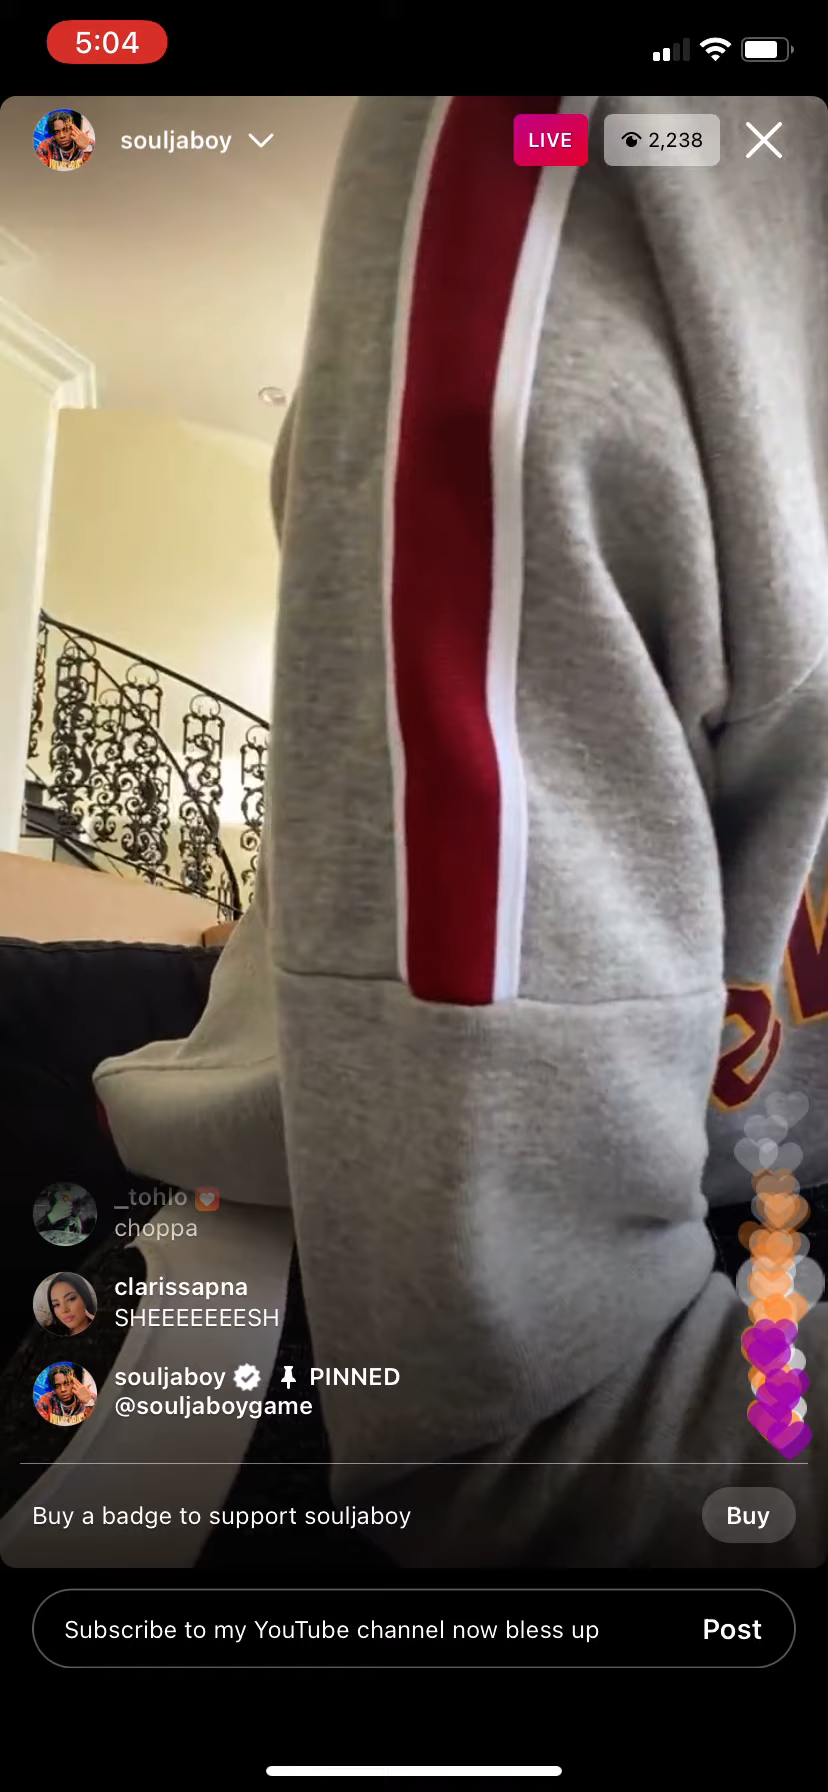 5:04
souljaboy
LIVE
2,238
_tohlo
choppa
clarissapna
SHEEEEEEESH
souljaboy PINNED
@souljaboygame
Buy a badge to support souljaboy
Buy
Subscribe to my YouTube channel now bless up
Post